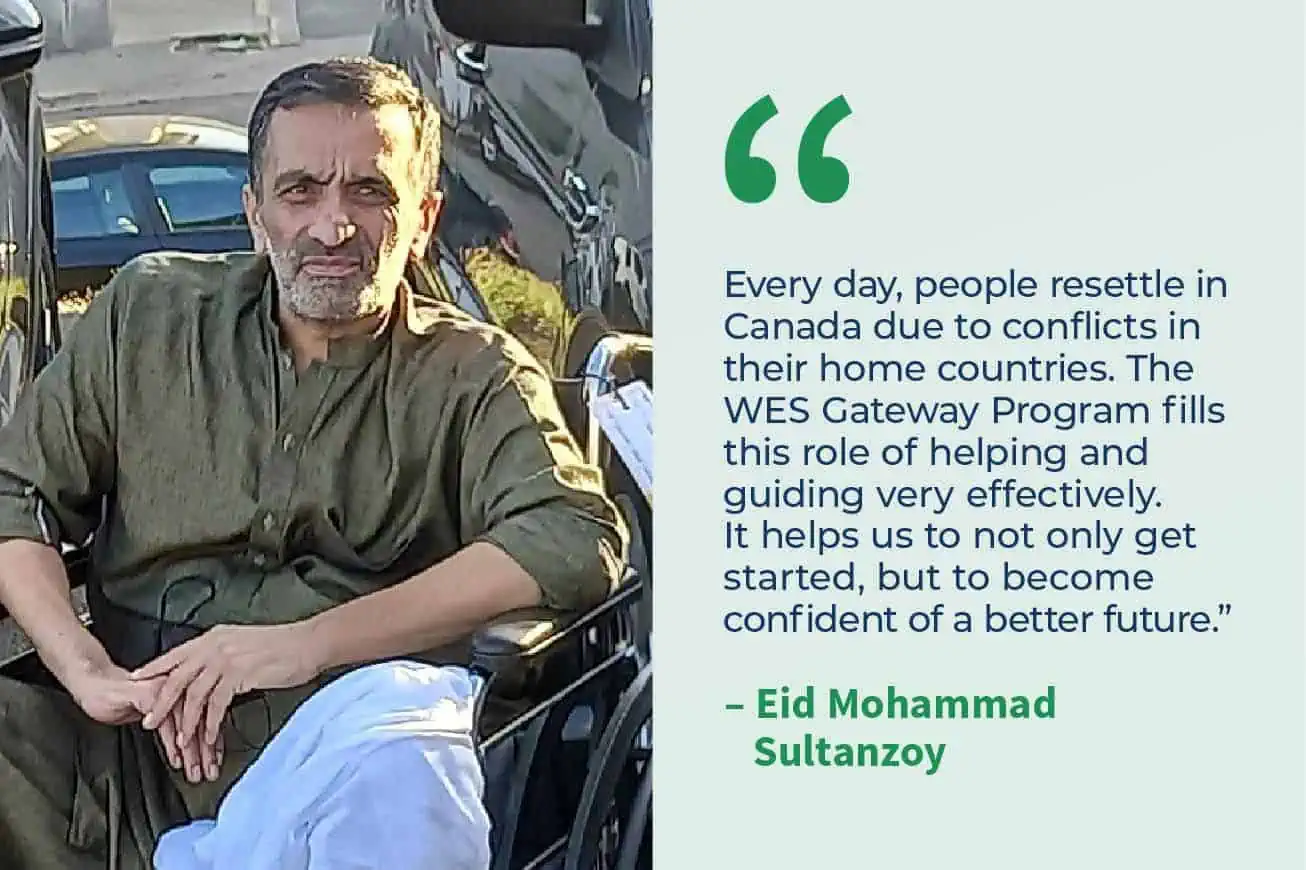 “
Every day, people resettle in
Canada due to conflicts in
their home countries. The
WES Gateway Program fills
this role of helping and
guiding very effectively.
It helps us to not only get
started, but to become
confident of a better future.”
– Eid Mohammad
Sultanzoy